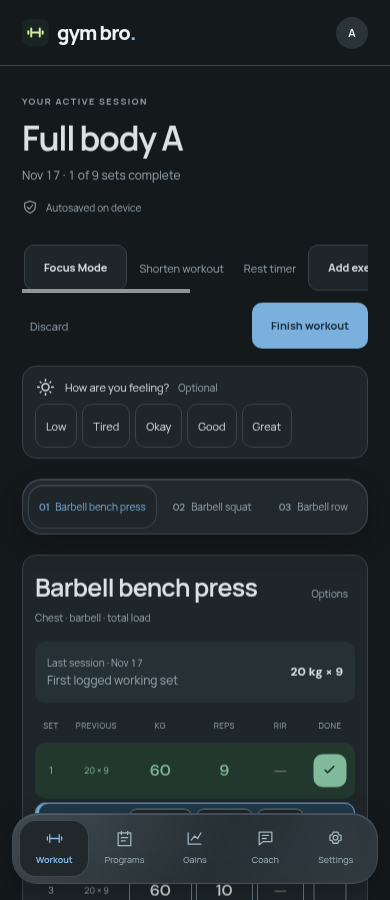 gym bro.
A
YOUR ACTIVE SESSION
Full body A
Nov 17 · 1 of 9 sets complete
Autosaved on device
Focus Mode Shorten workout Rest timer Add exe
Discard Finish workout
How are you feeling? Optional
Low Tired Okay Good Great
01 Barbell bench press 02 Barbell squat 03 Barbell row
Barbell bench press
Options
Chest · barbell · total load
Last session · Nov 17
First logged working set
20 kg × 9
SET PREVIOUS KG REPS RIR DONE
1 20 × 9 60 9 —
Workout Programs Gains Coach Settings
3 20 × 9 60 10 —